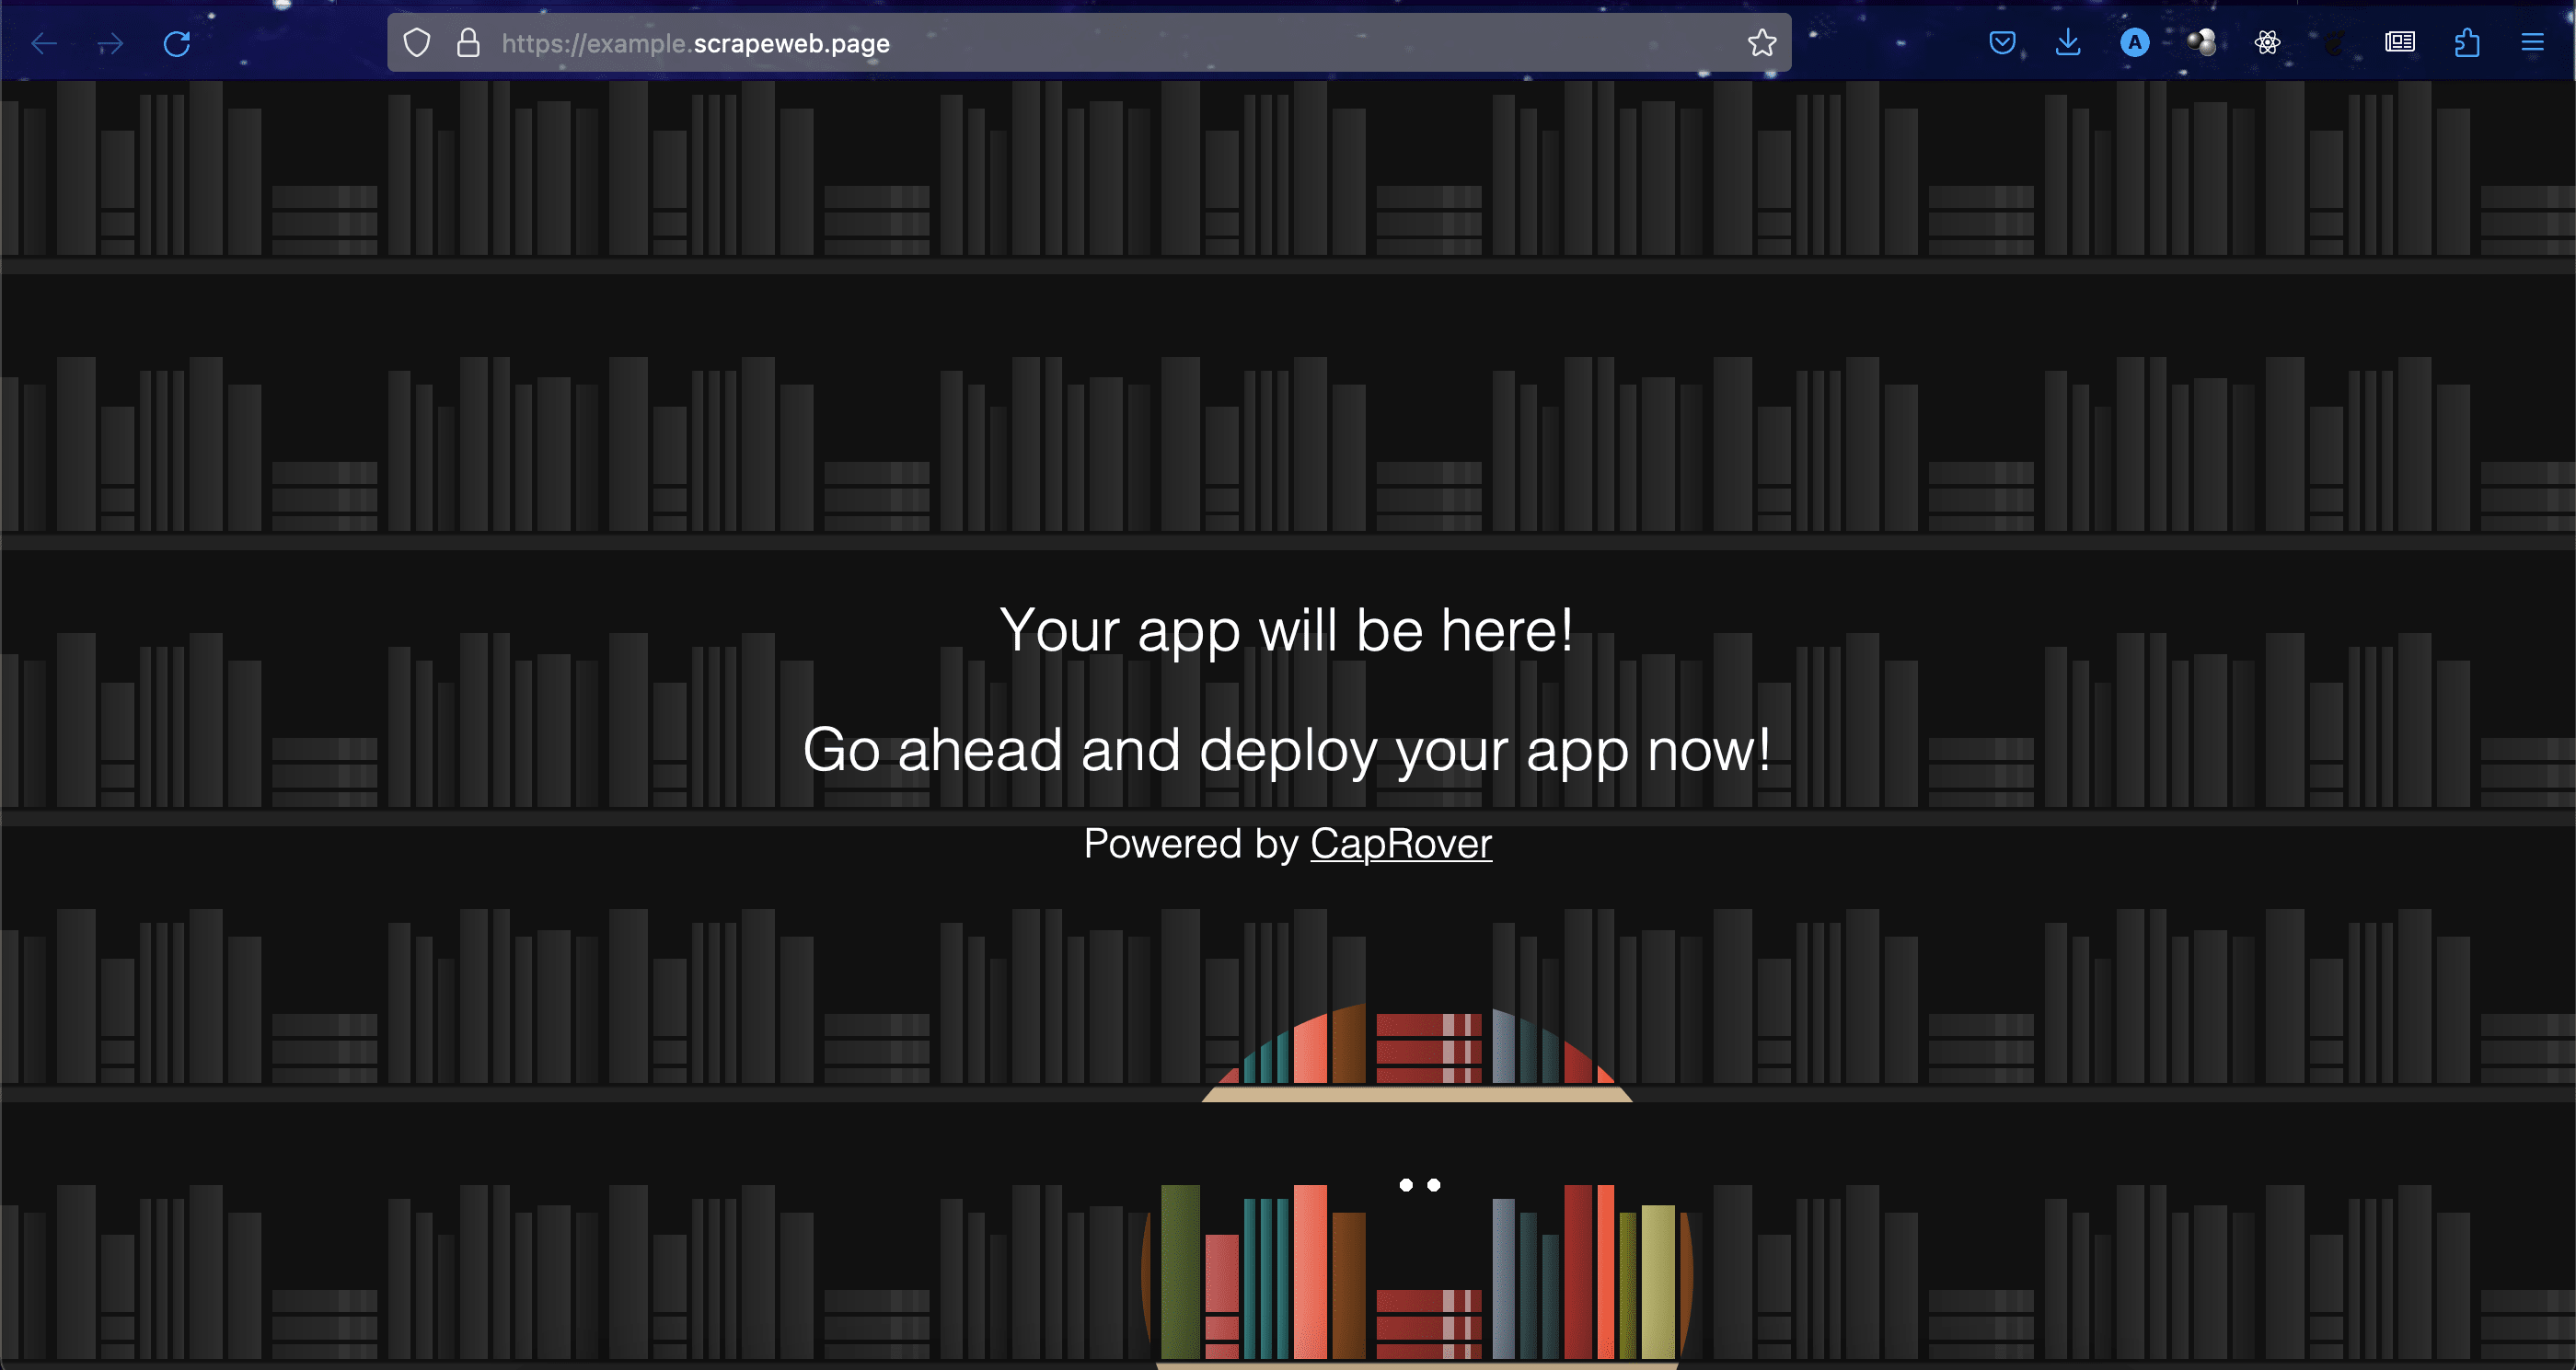 https://example.scrapeweb.page
A
Your app will be here!
Go ahead and deploy your app now!
Powered by CapRover